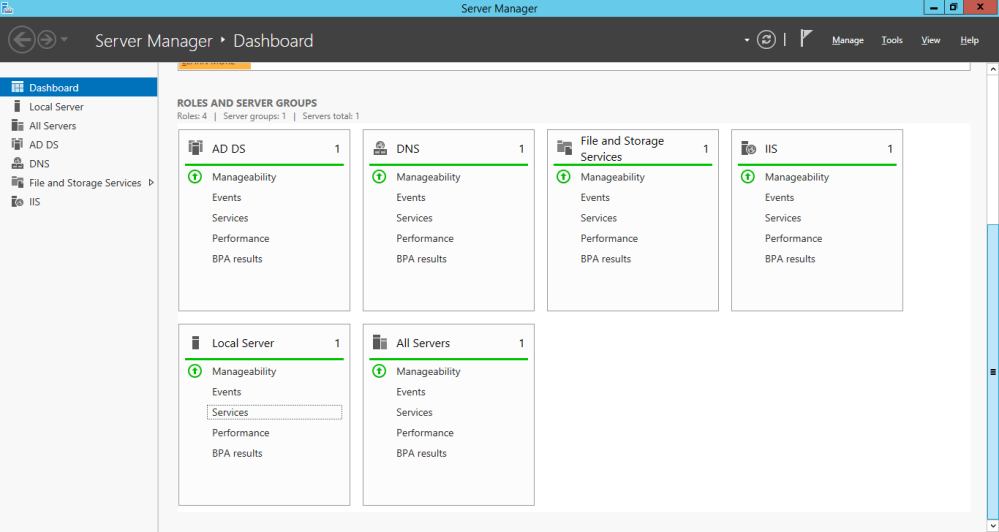 Server Manager
Server Manager • Dashboard
Manage Tools View Help
Dashboard
Local Server
All Servers
AD DS
DNS
File and Storage Services
IIS
LEARN MORE
ROLES AND SERVER GROUPS
Roles: 4 | Server groups: 1 | Servers total: 1
AD DS 1
Manageability
Events
Services
Performance
BPA results
DNS 1
Manageability
Events
Services
Performance
BPA results
File and Storage
Services 1
Manageability
Events
Services
Performance
BPA results
IIS 1
Manageability
Events
Services
Performance
BPA results
Local Server 1
Manageability
Events
Services
Performance
BPA results
All Servers 1
Manageability
Events
Services
Performance
BPA results